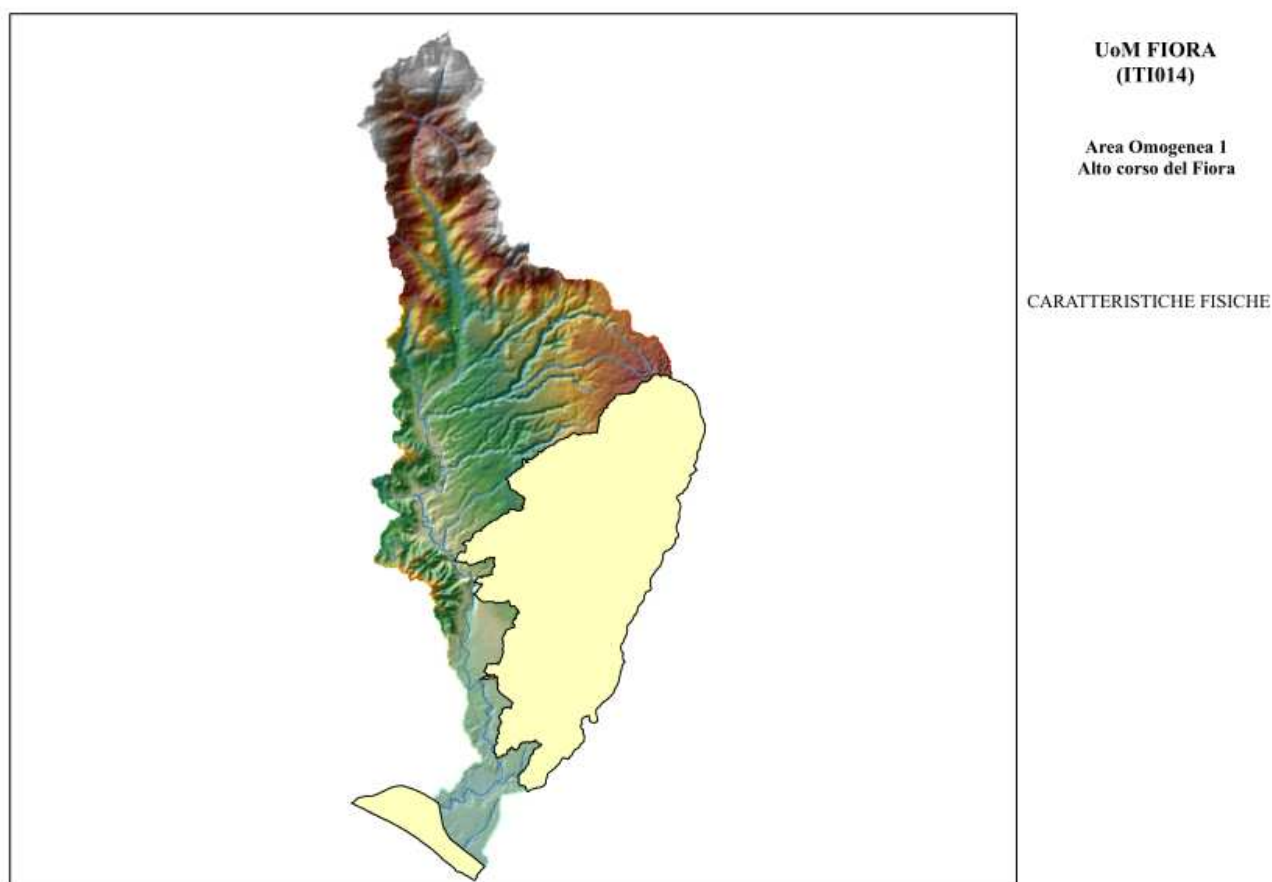 UoM FIORA
(ITI014)
Area Omogenea 1
Alto corso del Fiora
CARATTERISTICHE FISICHE